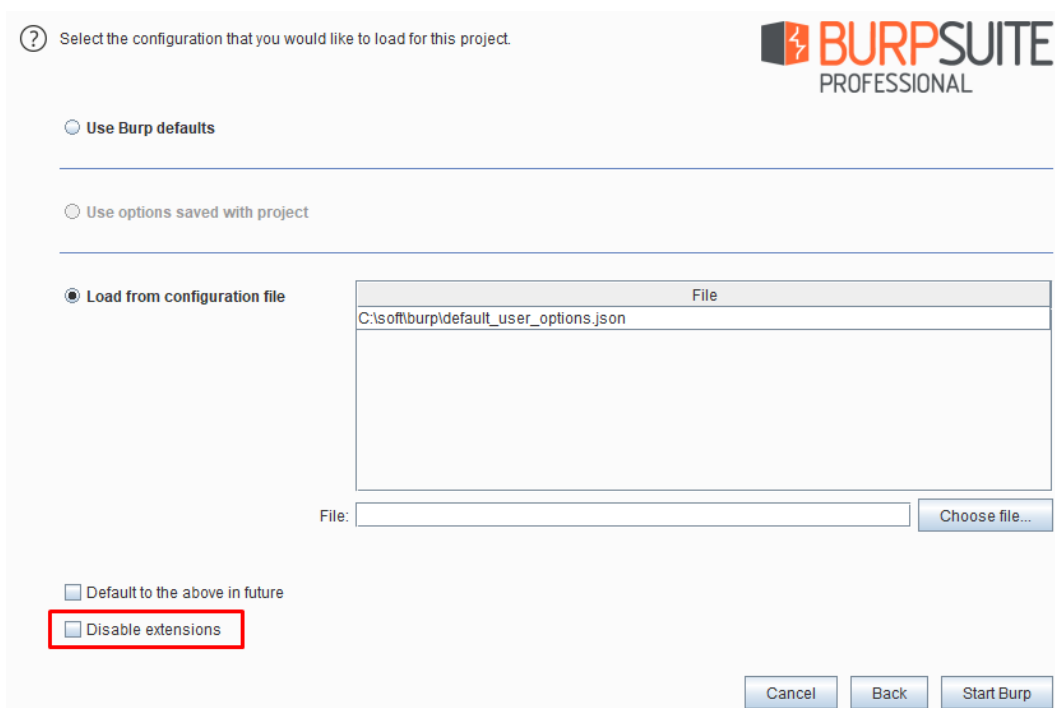 Select the configuration that you would like to load for this project.
BURPSUITE
PROFESSIONAL
Use Burp defaults
Use options saved with project
Load from configuration file
File
C:\soft\burp\default_user_options.json
File:
Choose file...
Default to the above in future
Disable extensions
Cancel
Back
Start Burp